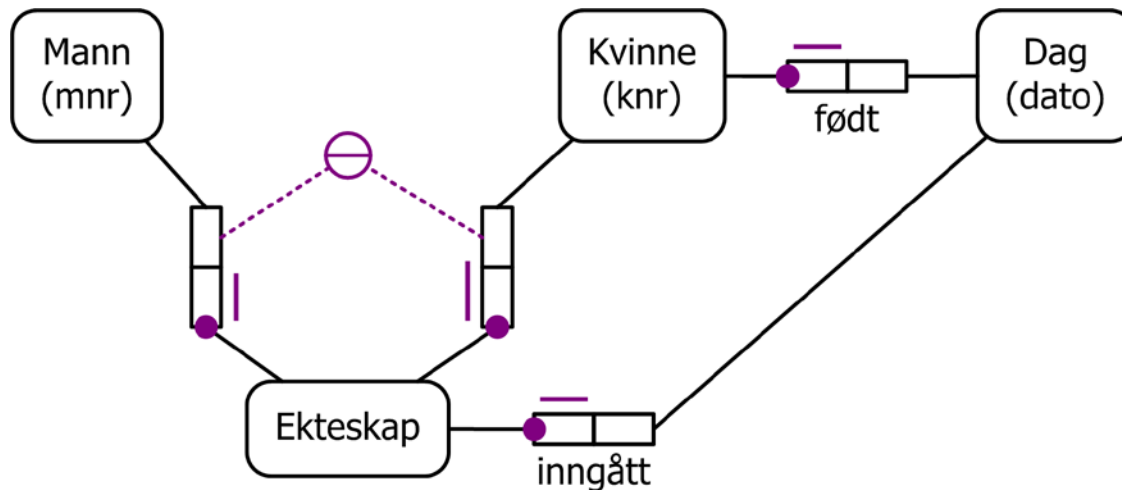 Mann
(mnr)
Kvinne
(knr)
Dag
(dato)
født
Ekteskap
inngått